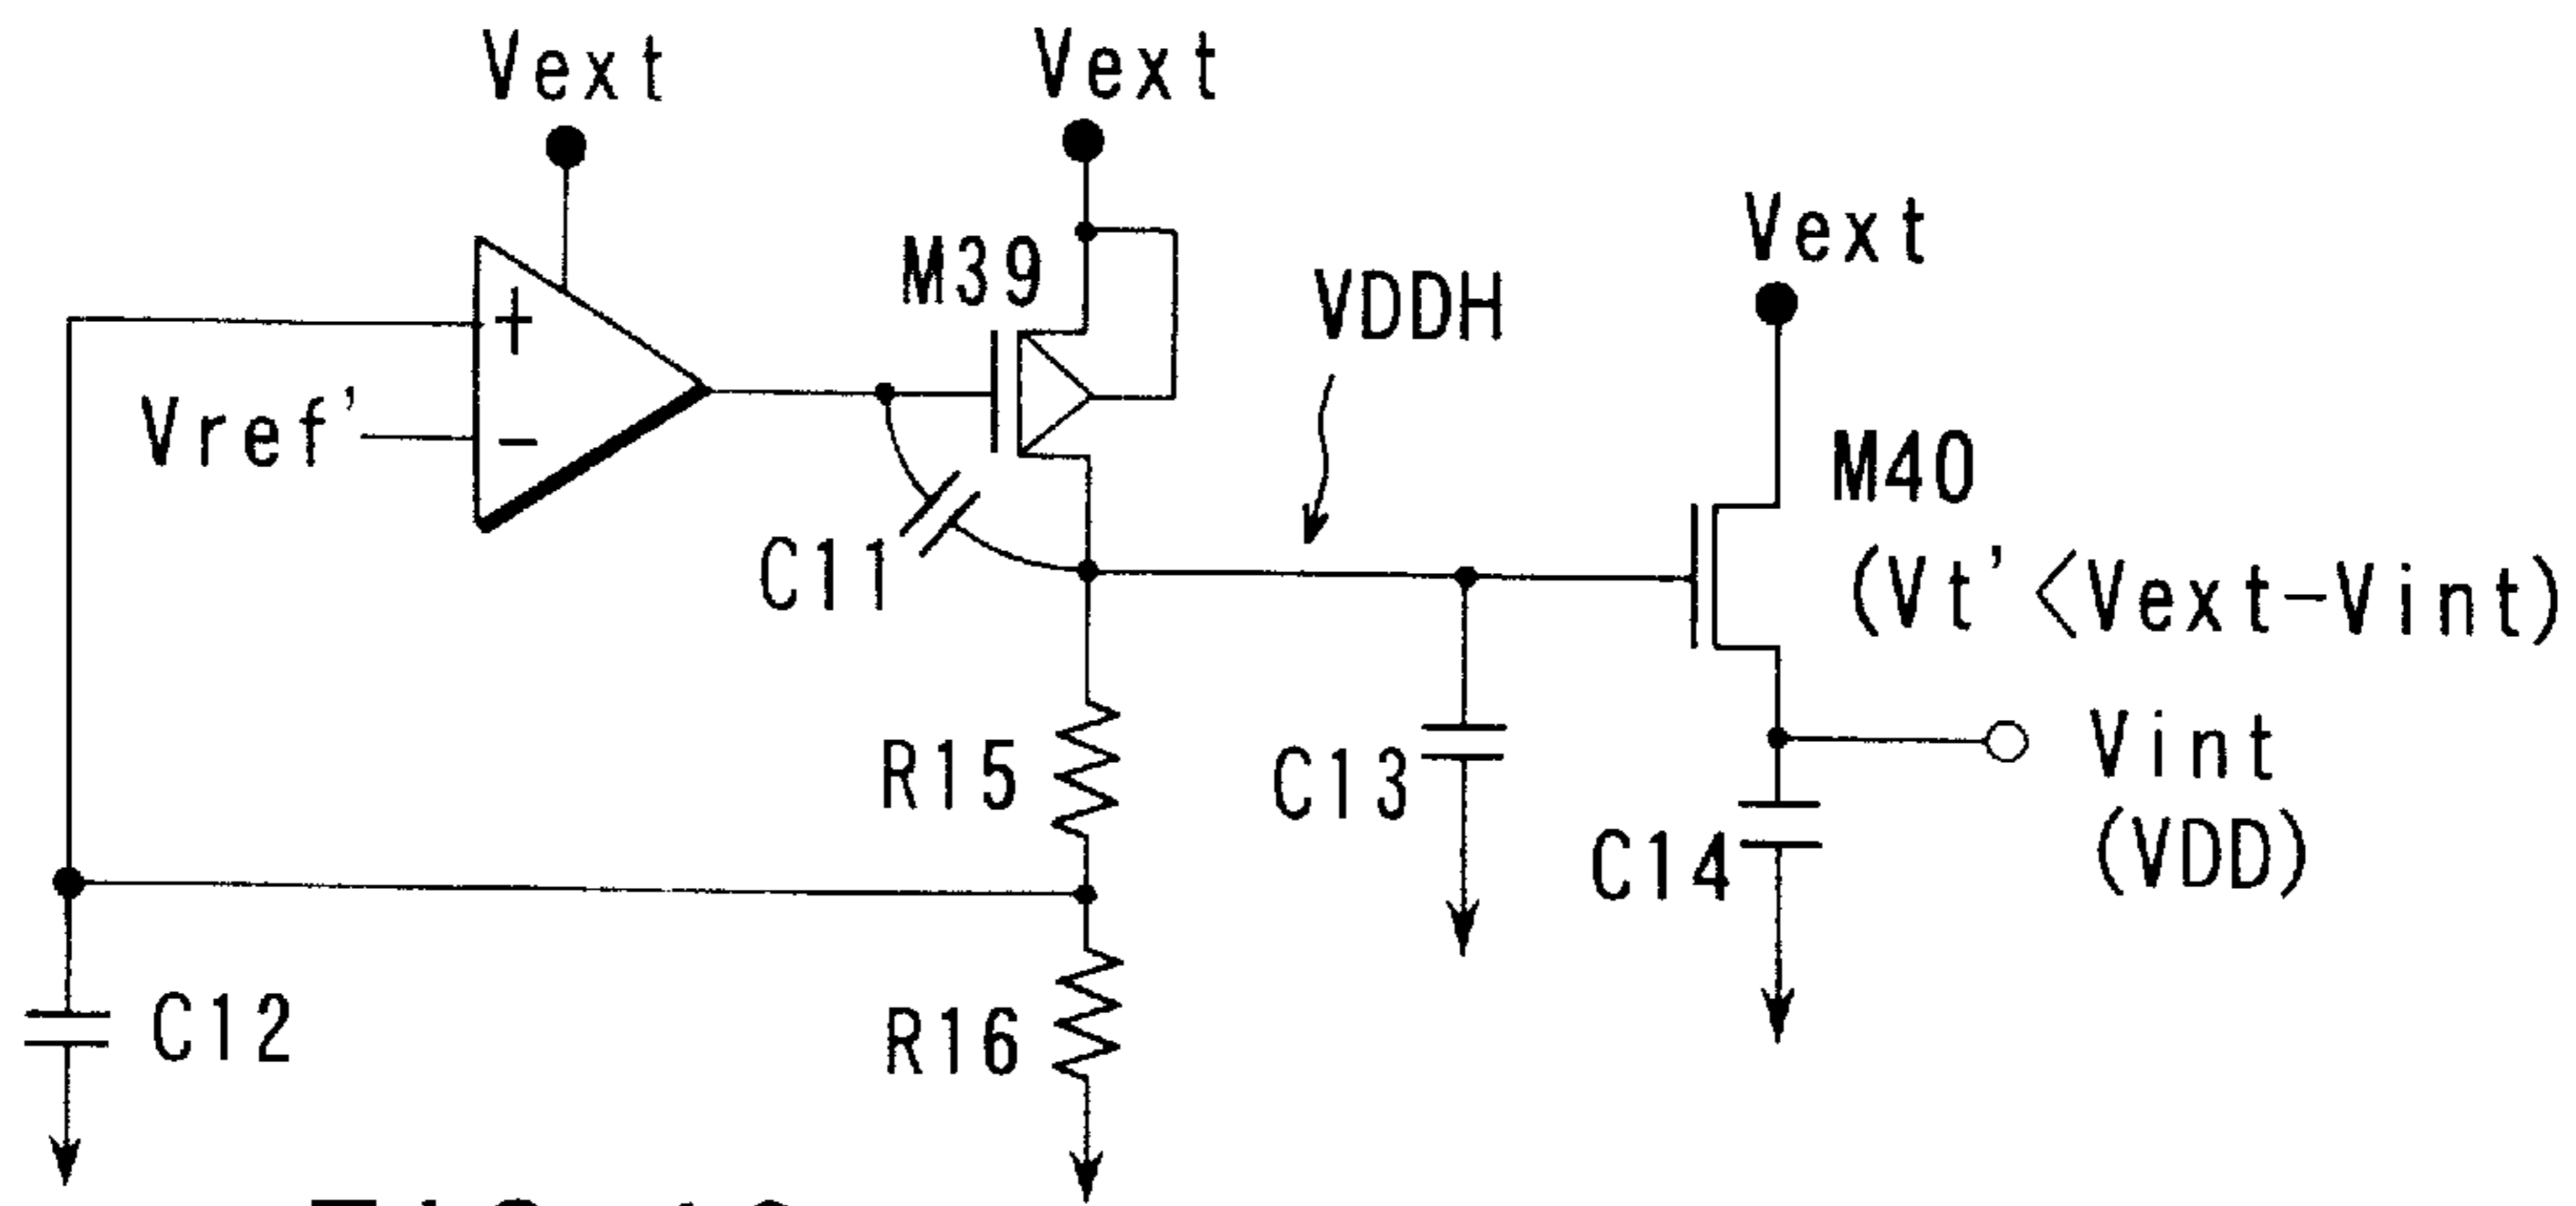 Vext
Vext
Vext
M39
VDDH
+
Vref'
-
M40
(Vt'<Vext-Vint)
C11
R15
C13
Vint
(VDD)
C14
C12
R16